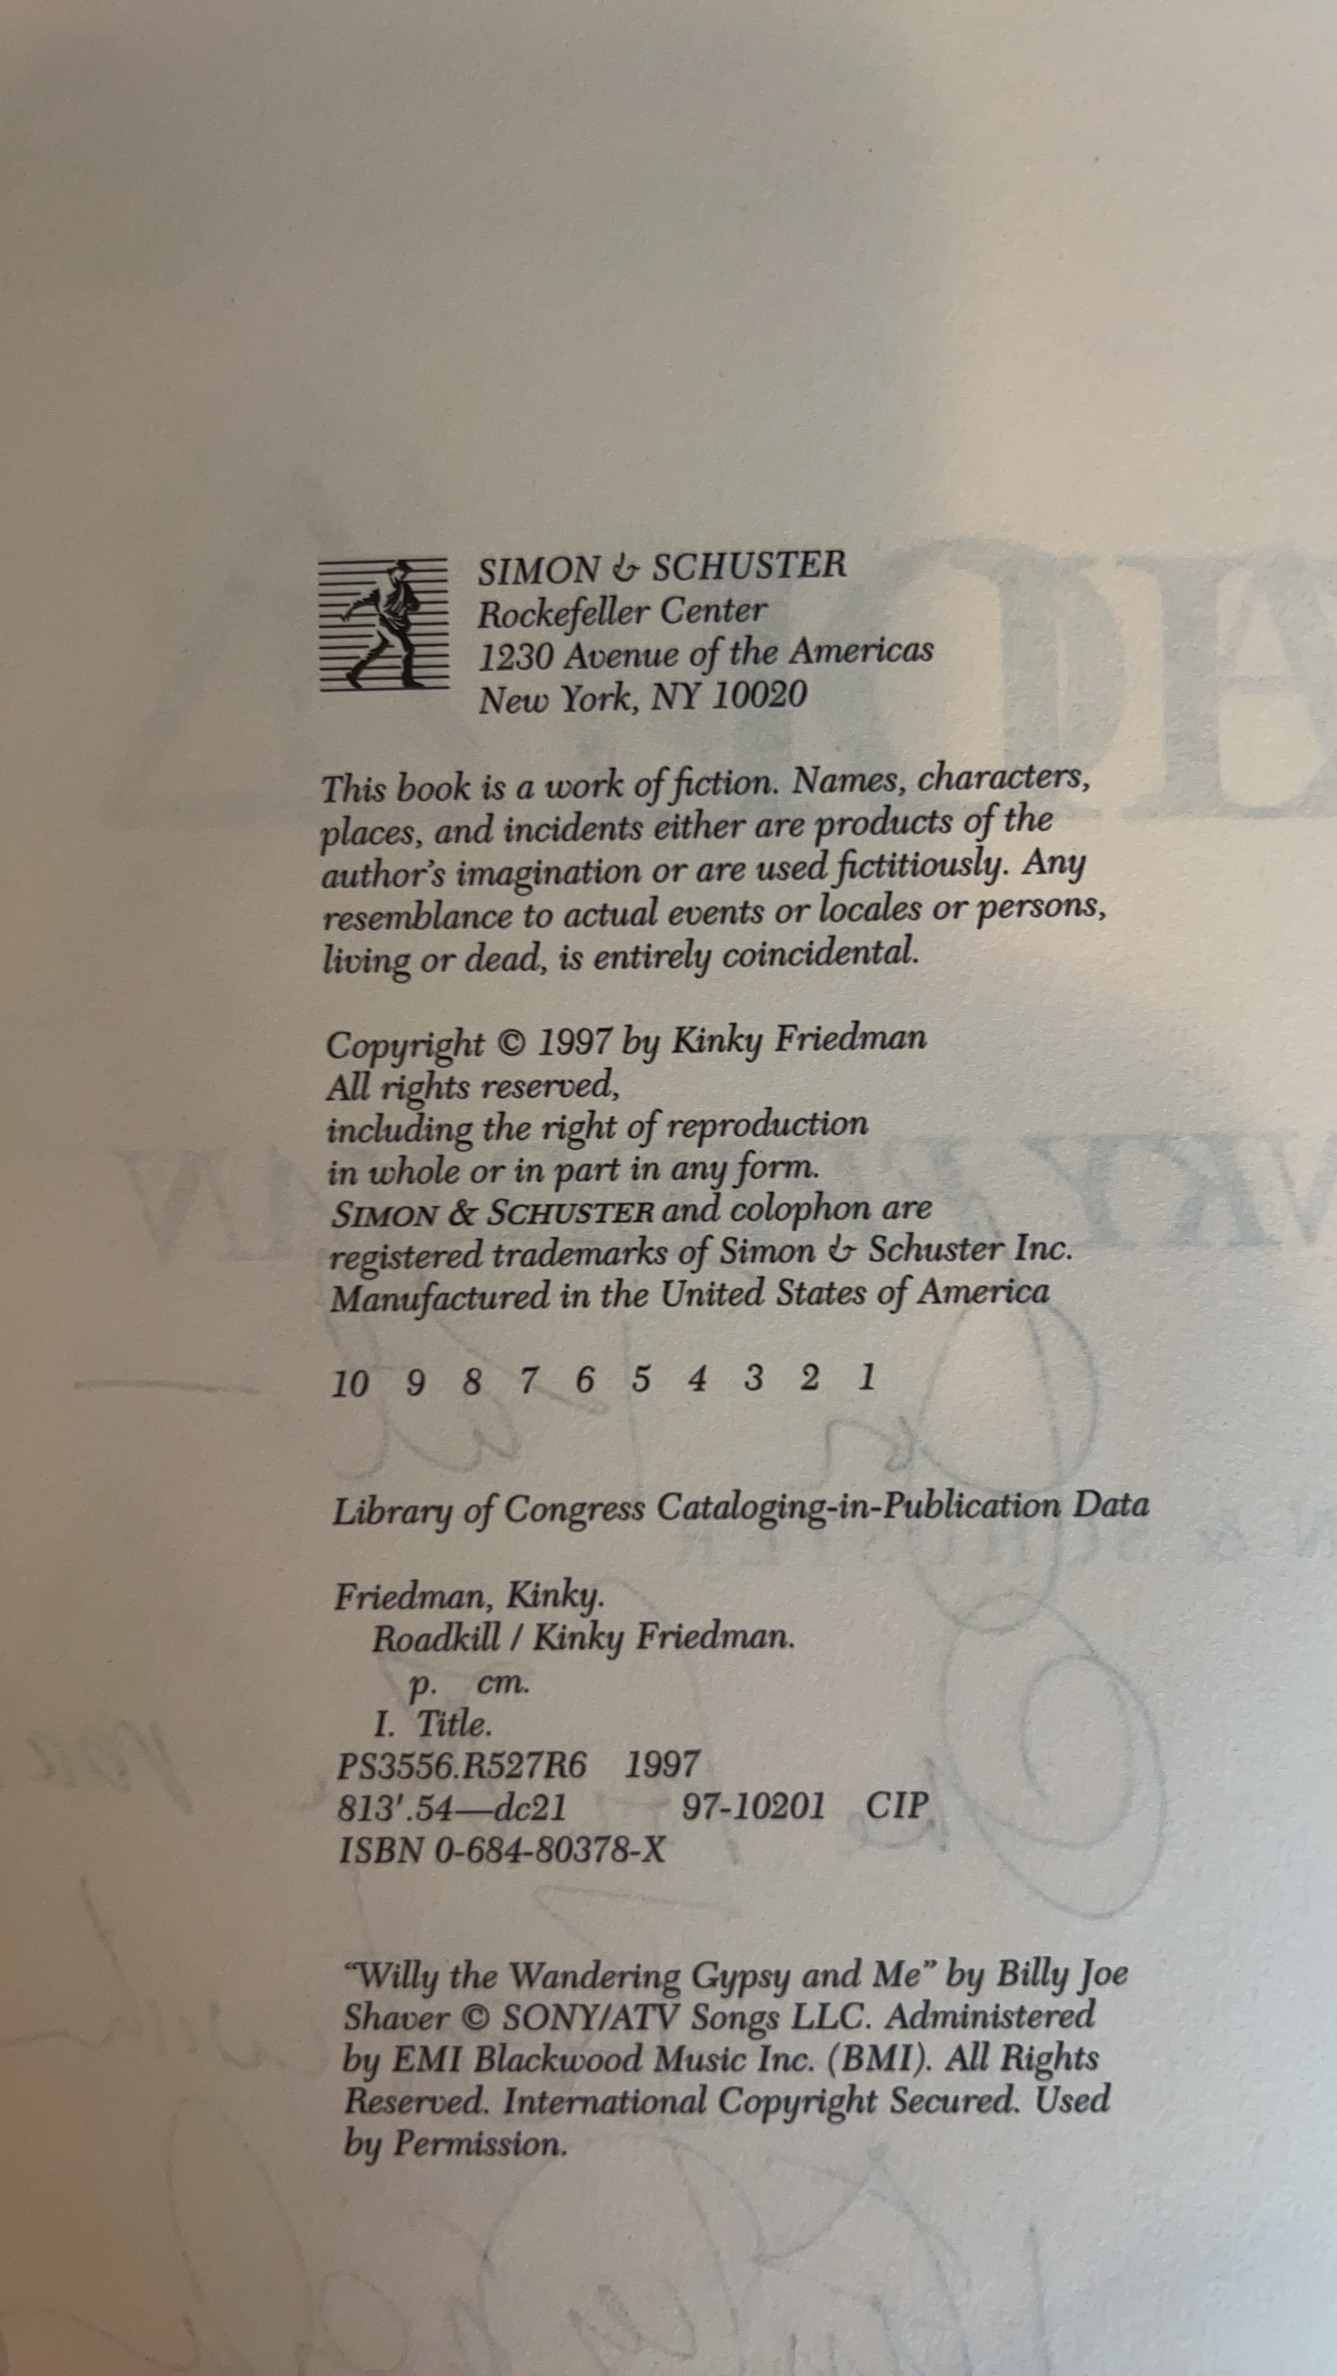 SIMON & SCHUSTER
Rockefeller Center
1230 Avenue of the Americas
New York, NY 10020
This book is a work of fiction. Names, characters,
places, and incidents either are products of the
author's imagination or are used fictitiously. Any
resemblance to actual events or locales or persons,
living or dead, is entirely coincidental.
Copyright © 1997 by Kinky Friedman
All rights reserved,
including the right of reproduction
in whole or in part in any form.
SIMON & SCHUSTER and colophon are
registered trademarks of Simon & Schuster Inc.
Manufactured in the United States of America
10 9 8 7 6 5 4 3 2 1
Library of Congress Cataloging-in-Publication Data
Friedman, Kinky.
Roadkill / Kinky Friedman.
p. cm.
I. Title.
PS3556.R527R6 1997
813'.54—dc21 97-10201 CIP
ISBN 0-684-80378-X
"Willy the Wandering Gypsy and Me" by Billy Joe
Shaver © SONY/ATV Songs LLC. Administered
by EMI Blackwood Music Inc. (BMI). All Rights
Reserved. International Copyright Secured. Used
by Permission.